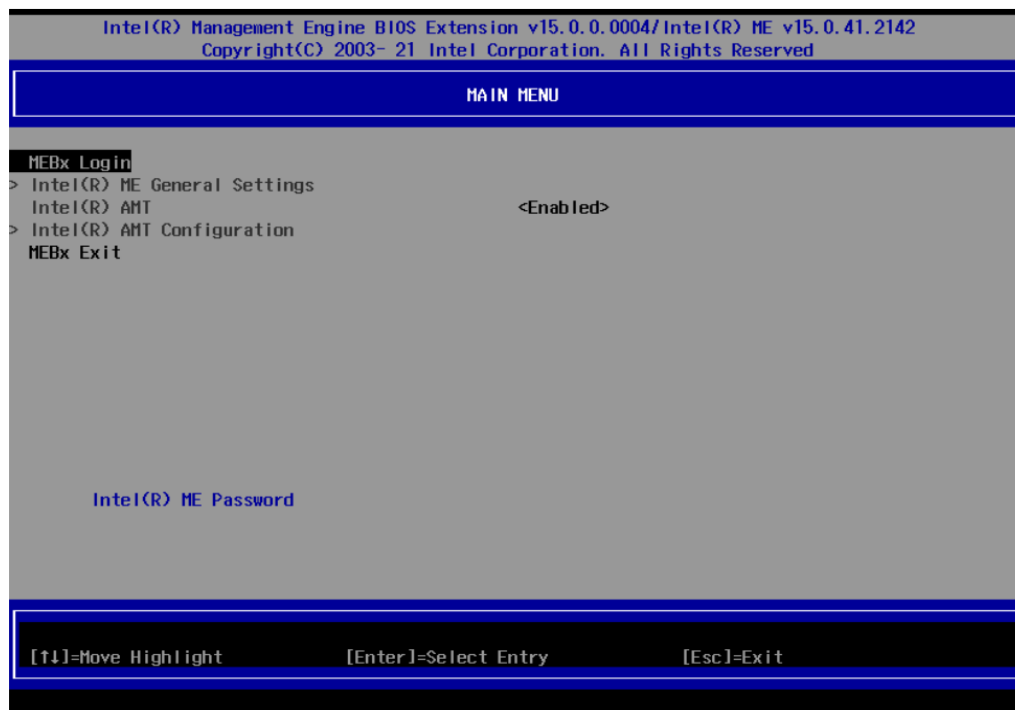 Intel(R) Management Engine BIOS Extension v15.0.0.0004/Intel(R) ME v15.0.41.2142
Copyright(C) 2003- 21 Intel Corporation. All Rights Reserved
MAIN MENU
MEBx Login
> Intel(R) ME General Settings
Intel(R) AMT <Enabled>
> Intel(R) AMT Configuration
MEBx Exit
Intel(R) ME Password
[↑↓]=Move Highlight [Enter]=Select Entry [Esc]=Exit